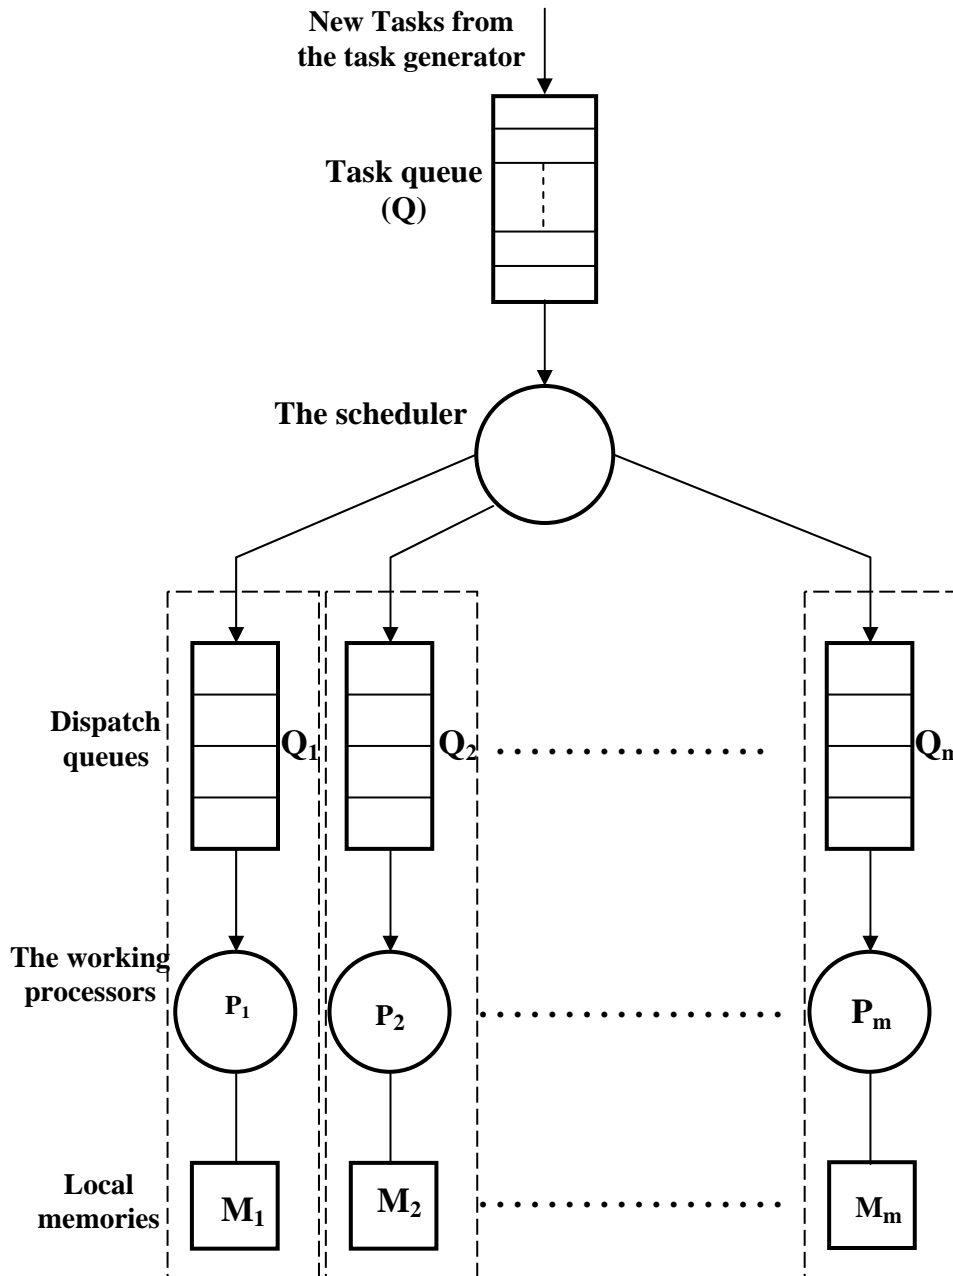 New Tasks from
the task generator
Task queue
(Q)
The scheduler
Dispatch
queues
Q₁
Q₂
Qₘ
The working
processors
P₁
P₂
Pₘ
Local
memories
M₁
M₂
Mₘ